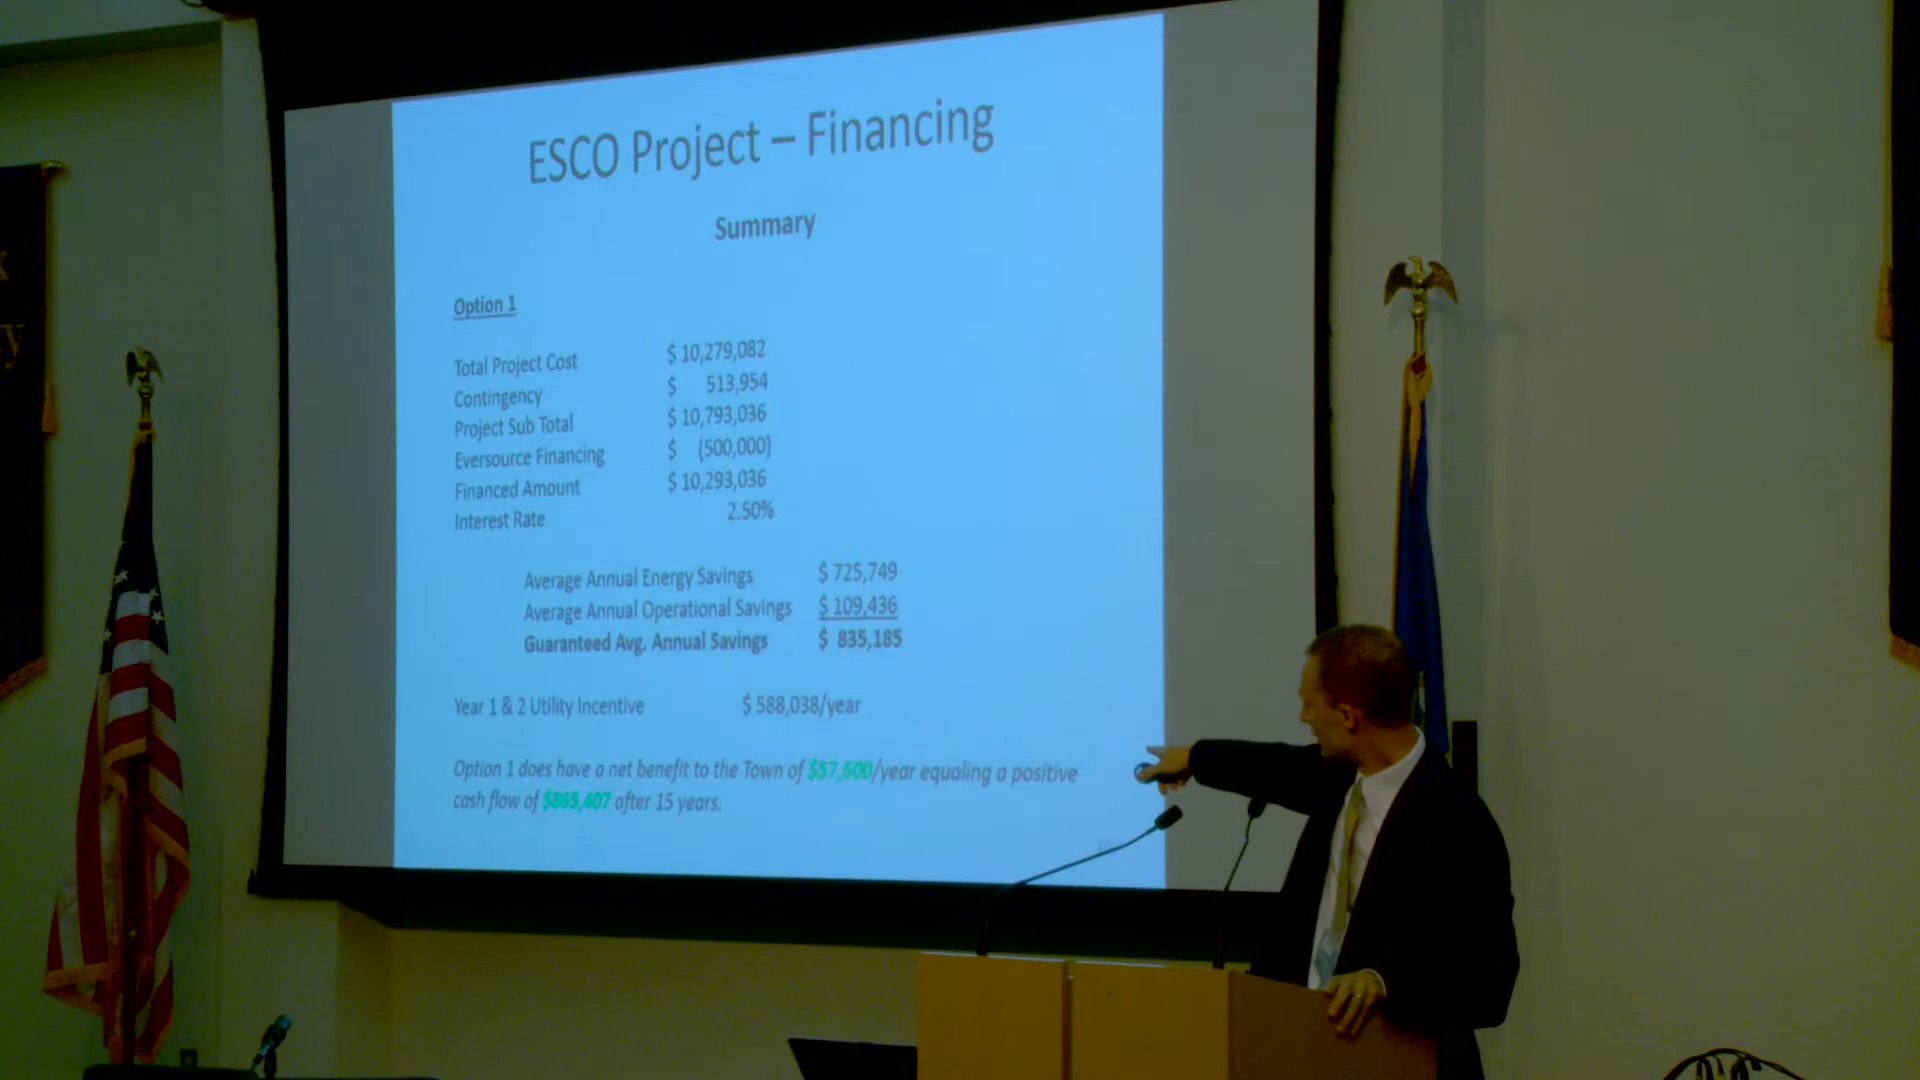 ESCO Project – Financing
Summary
Option 1
Total Project Cost $ 10,279,082
Contingency $ 513,954
Project Sub Total $ 10,793,036
Eversource Financing $ (500,000)
Financed Amount $ 10,293,036
Interest Rate 2.50%
Average Annual Energy Savings $ 725,749
Average Annual Operational Savings $ 109,436
Guaranteed Avg. Annual Savings $ 835,185
Year 1 & 2 Utility Incentive $ 588,038/year
Option 1 does have a net benefit to the Town of $57,600/year equaling a positive
cash flow of $865,407 after 15 years.